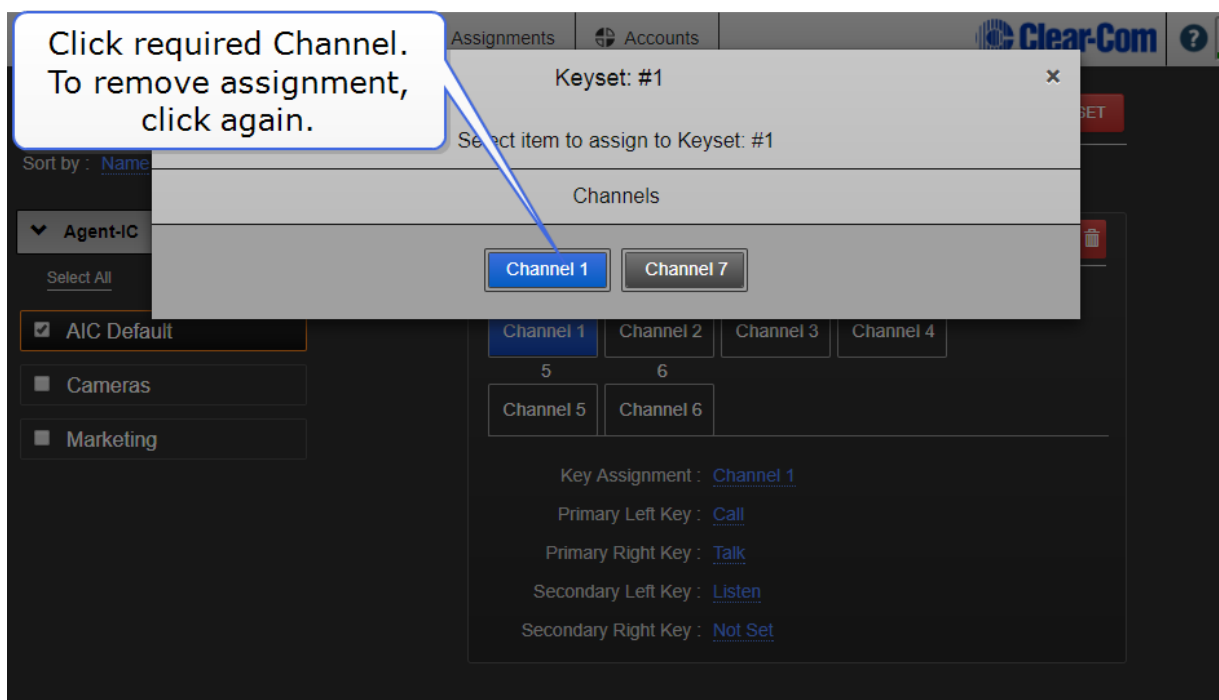 Click required Channel.
To remove assignment,
click again.
Assignments
Accounts
Clear-Com
?
Keyset: #1
×
SET
Select item to assign to Keyset: #1
Sort by : Name
Channels
Agent-IC
Select All
Channel 1
Channel 7
AIC Default
Cameras
Marketing
Channel 1
Channel 2
Channel 3
Channel 4
5
6
Channel 5
Channel 6
Key Assignment : Channel 1
Primary Left Key : Call
Primary Right Key : Talk
Secondary Left Key : Listen
Secondary Right Key : Not Set